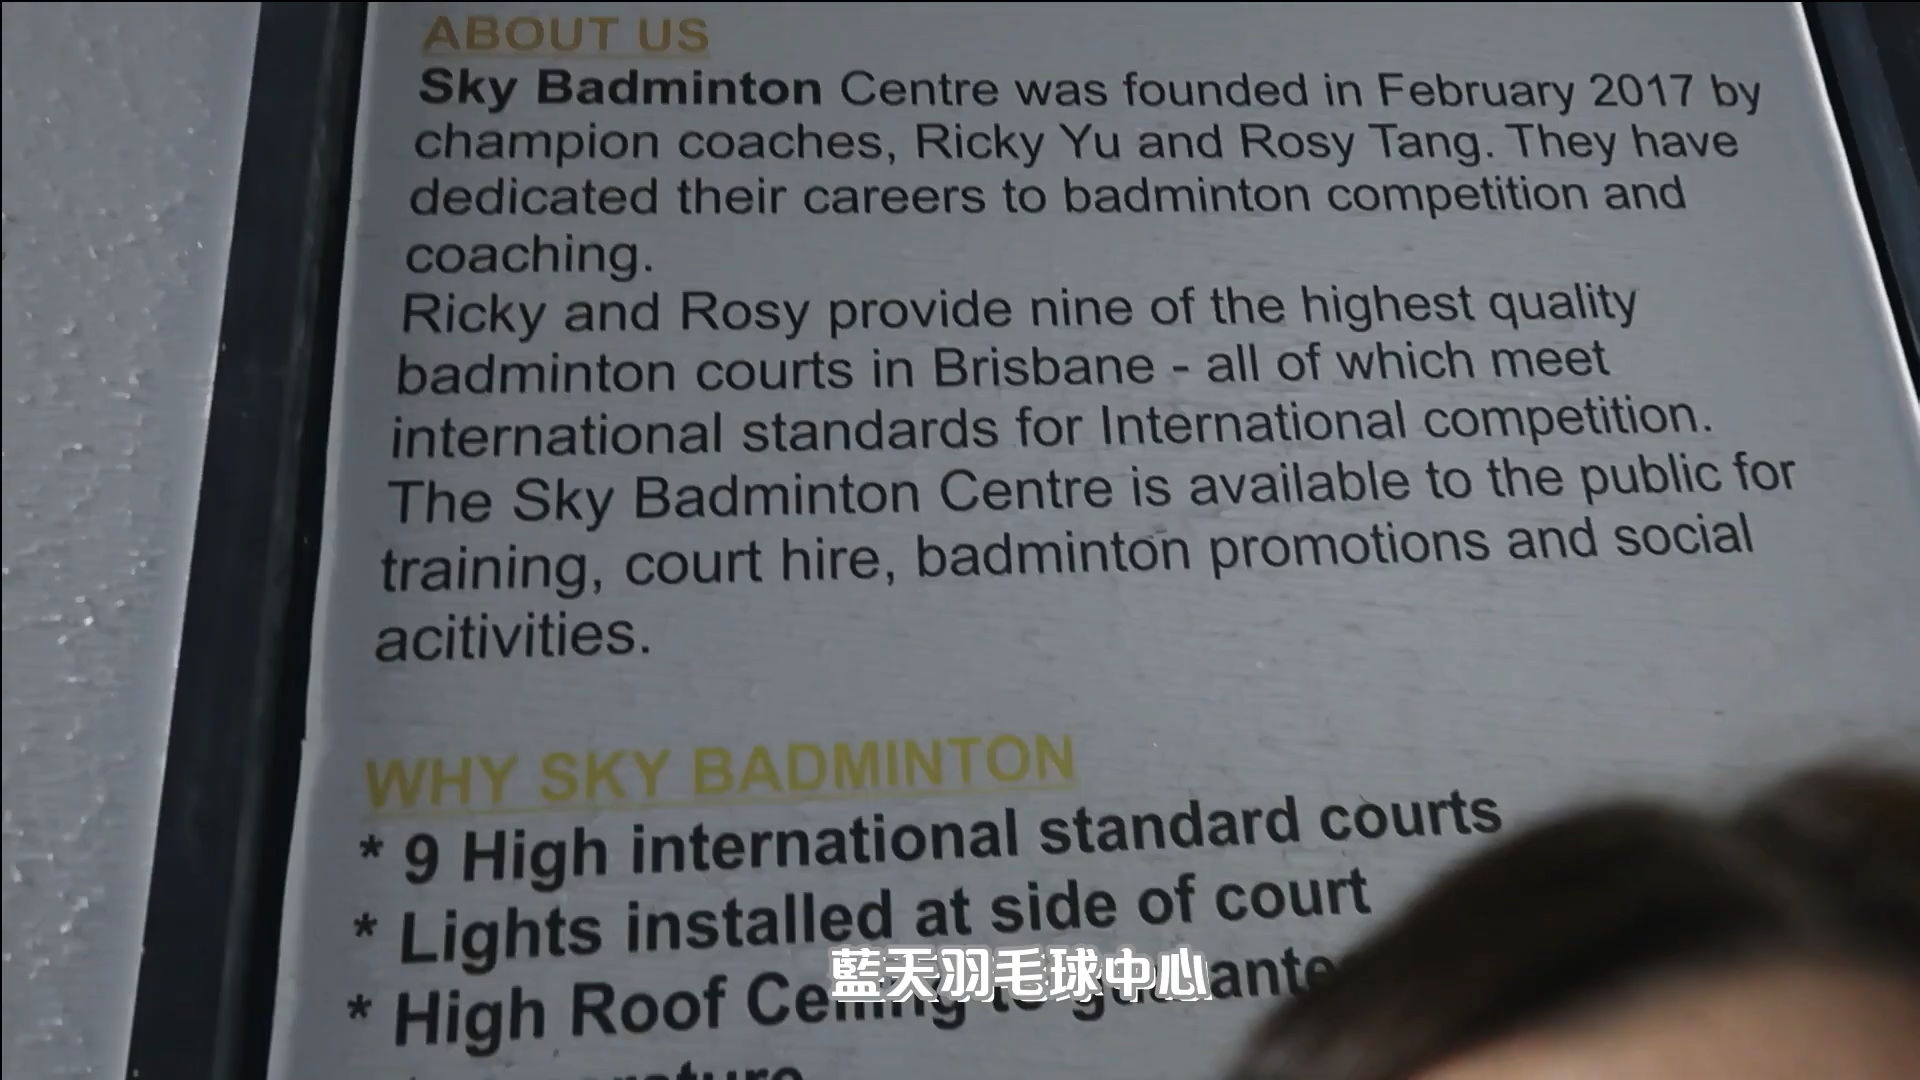 ABOUT US
Sky Badminton Centre was founded in February 2017 by
champion coaches, Ricky Yu and Rosy Tang. They have
dedicated their careers to badminton competition and
coaching.
Ricky and Rosy provide nine of the highest quality
badminton courts in Brisbane - all of which meet
international standards for International competition.
The Sky Badminton Centre is available to the public for
training, court hire, badminton promotions and social
acitivities.
WHY SKY BADMINTON
* 9 High international standard courts
* Lights installed at side of court
* High Roof Ceiling to
藍天羽毛球中心